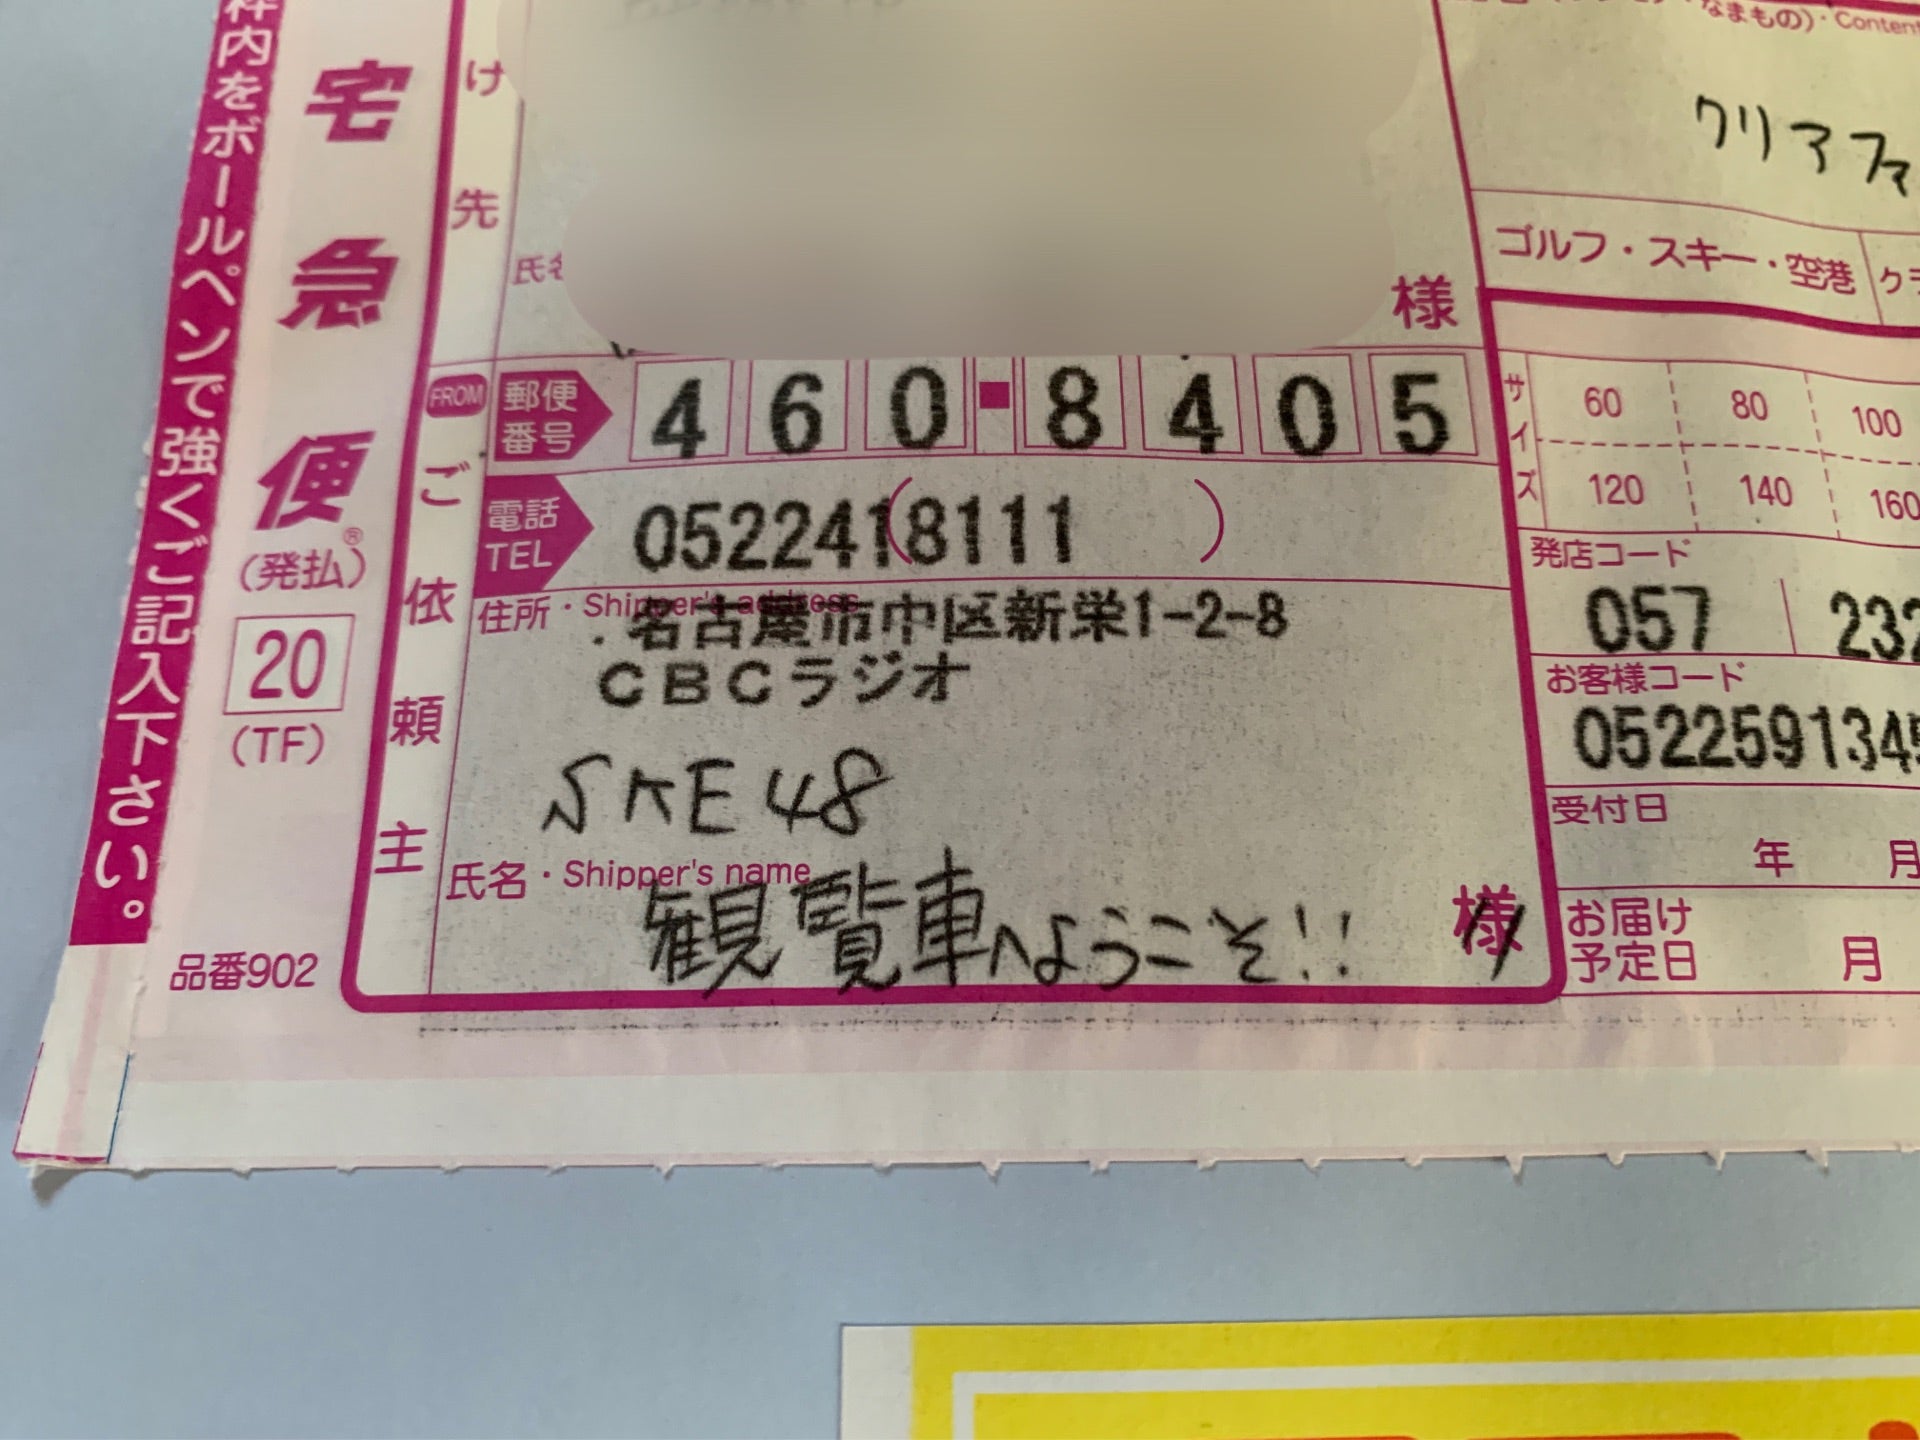 枠内をボールペンで強くご記入下さい。
宅急便®
(発払)
20
(TF)
品番902
け先
なまもの)・Content
クリアファ
氏名
様
ゴルフ・スキー・空港
FROM
ご依頼主
郵便番号
460-8405
電話
TEL
0522418111
( )
住所・Shipper's address
名古屋市中区新栄1-2-8
CBCラジオ
SKE48
氏名・Shipper's name
観覧車へようこそ!!
様
サイズ
60 80 100
120 140 160
発店コード
057 232
お客様コード
0522591345
受付日
年 月
お届け
予定日
月